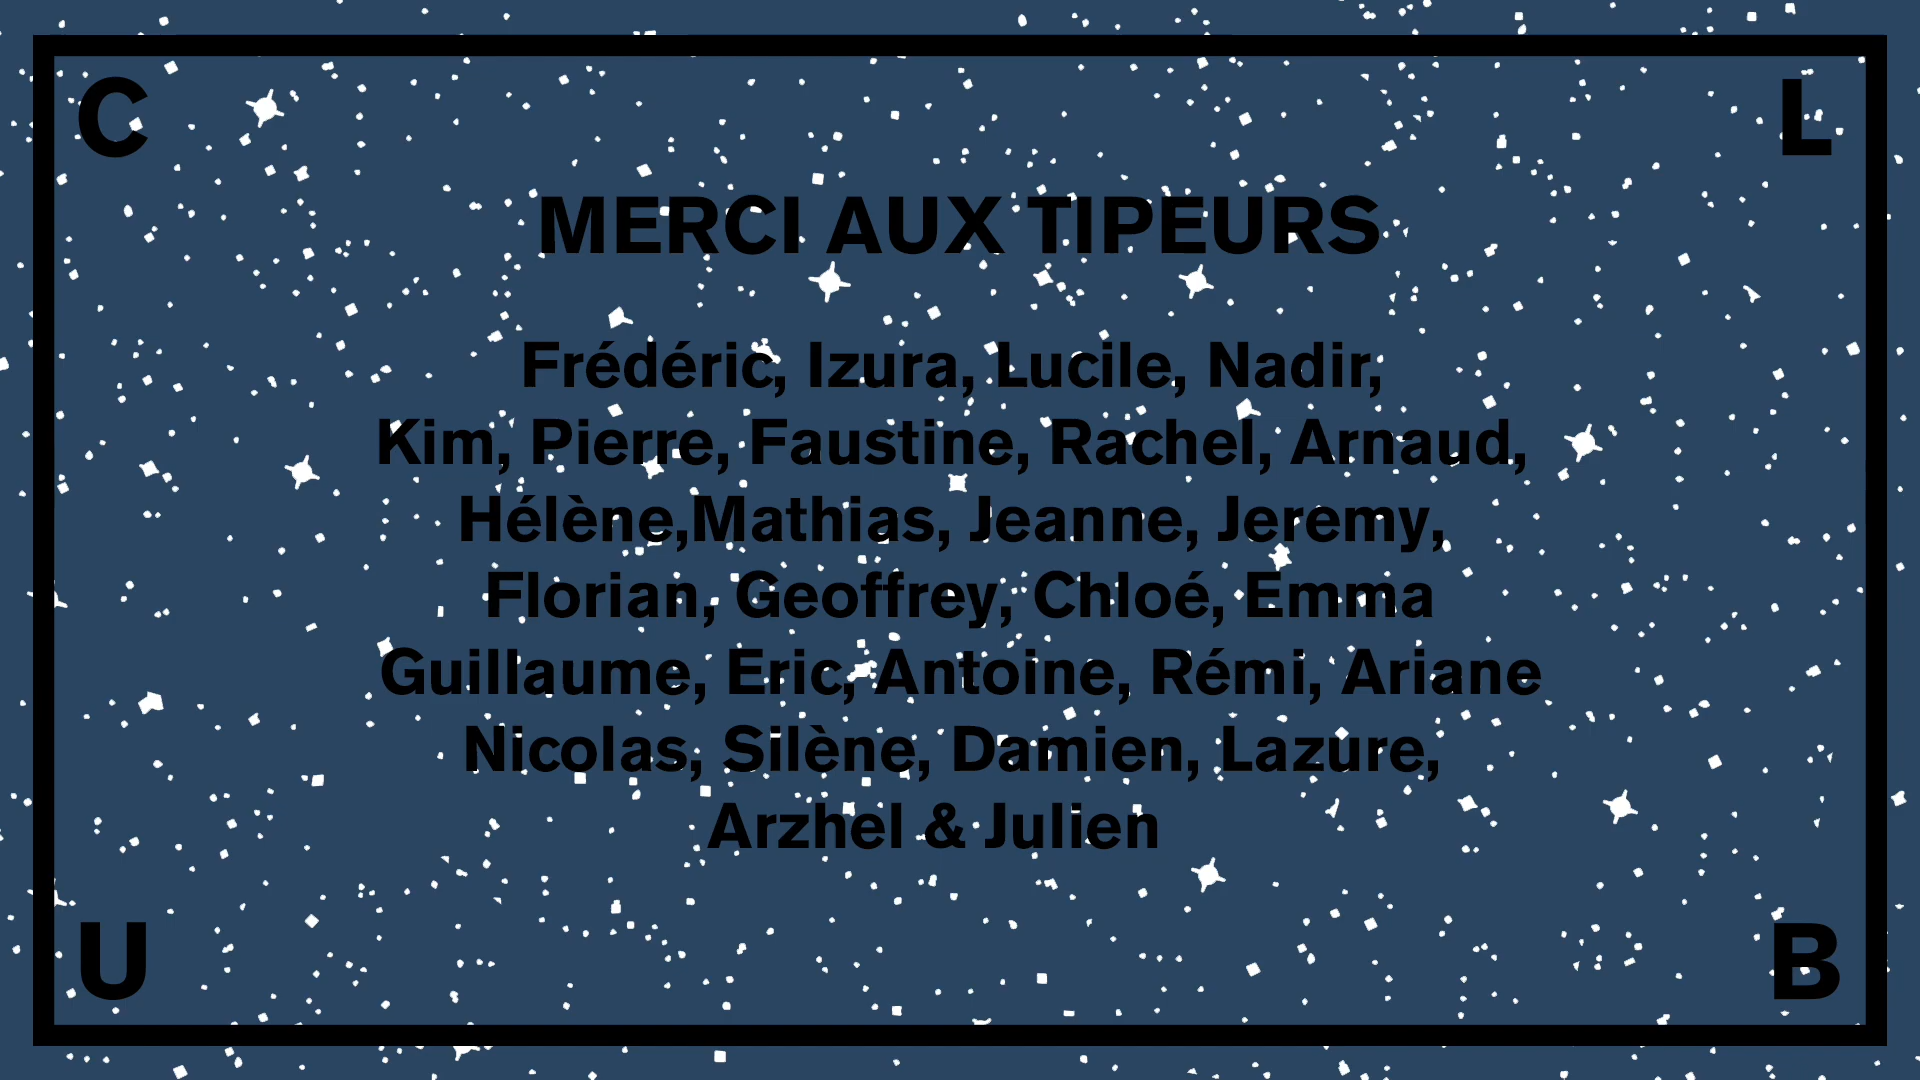 C L
MERCI AUX TIPEURS
Frédéric, Izura, Lucile, Nadir,
Kim, Pierre, Faustine, Rachel, Arnaud,
Hélène,Mathias, Jeanne, Jeremy,
Florian, Geoffrey, Chloé, Emma
Guillaume, Eric, Antoine, Rémi, Ariane
Nicolas, Silène, Damien, Lazure,
Arzhel & Julien
U B